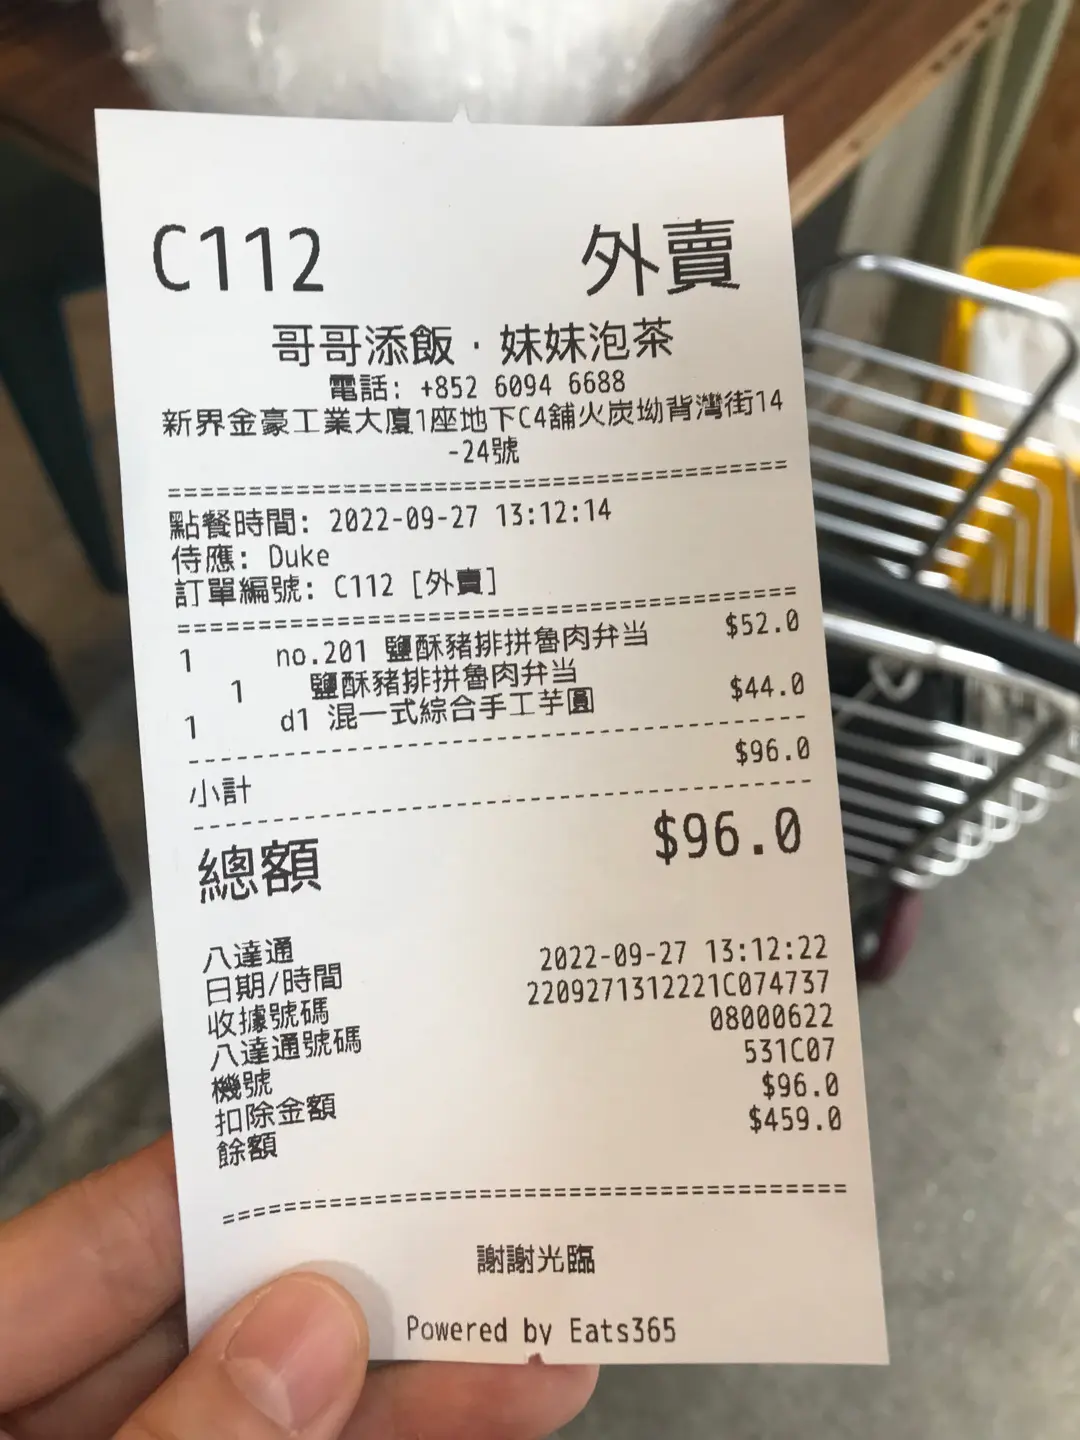 C112 外賣
哥哥添飯．妹妹泡茶
電話: +852 6094 6688
新界金豪工業大廈1座地下C4舖火炭坳背灣街14
-24號
================================
點餐時間: 2022-09-27 13:12:14
侍應: Duke
訂單編號: C112 [外賣]
================================
1 no.201 鹽酥豬排拼魯肉弁当 $52.0
1 鹽酥豬排拼魯肉弁当
1 d1 混一式綜合手工芋圓 $44.0
小計 $96.0
總額 $96.0
八達通
日期/時間 2022-09-27 13:12:22
收據號碼 2209271312221C074737
八達通號碼 08000622
機號 531C07
扣除金額 $96.0
餘額 $459.0
================================
謝謝光臨
Powered by Eats365